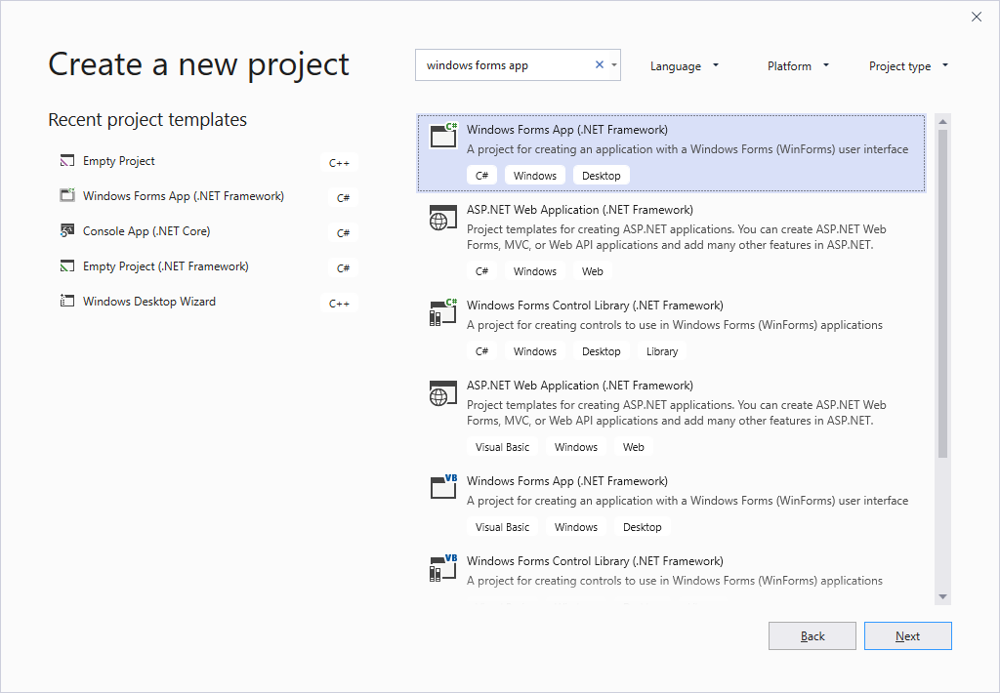 Create a new project
windows forms app
Language
Platform
Project type
Recent project templates
Empty Project
C++
Windows Forms App (.NET Framework)
C#
Console App (.NET Core)
C#
Empty Project (.NET Framework)
C#
Windows Desktop Wizard
C++
C#
Windows Forms App (.NET Framework)
A project for creating an application with a Windows Forms (WinForms) user interface
C# Windows Desktop
ASP.NET Web Application (.NET Framework)
Project templates for creating ASP.NET applications. You can create ASP.NET Web
Forms, MVC, or Web API applications and add many other features in ASP.NET.
C# Windows Web
C#
Windows Forms Control Library (.NET Framework)
A project for creating controls to use in Windows Forms (WinForms) applications
C# Windows Desktop Library
ASP.NET Web Application (.NET Framework)
Project templates for creating ASP.NET applications. You can create ASP.NET Web
Forms, MVC, or Web API applications and add many other features in ASP.NET.
Visual Basic Windows Web
VB
Windows Forms App (.NET Framework)
A project for creating an application with a Windows Forms (WinForms) user interface
Visual Basic Windows Desktop
VB
Windows Forms Control Library (.NET Framework)
A project for creating controls to use in Windows Forms (WinForms) applications
Back
Next